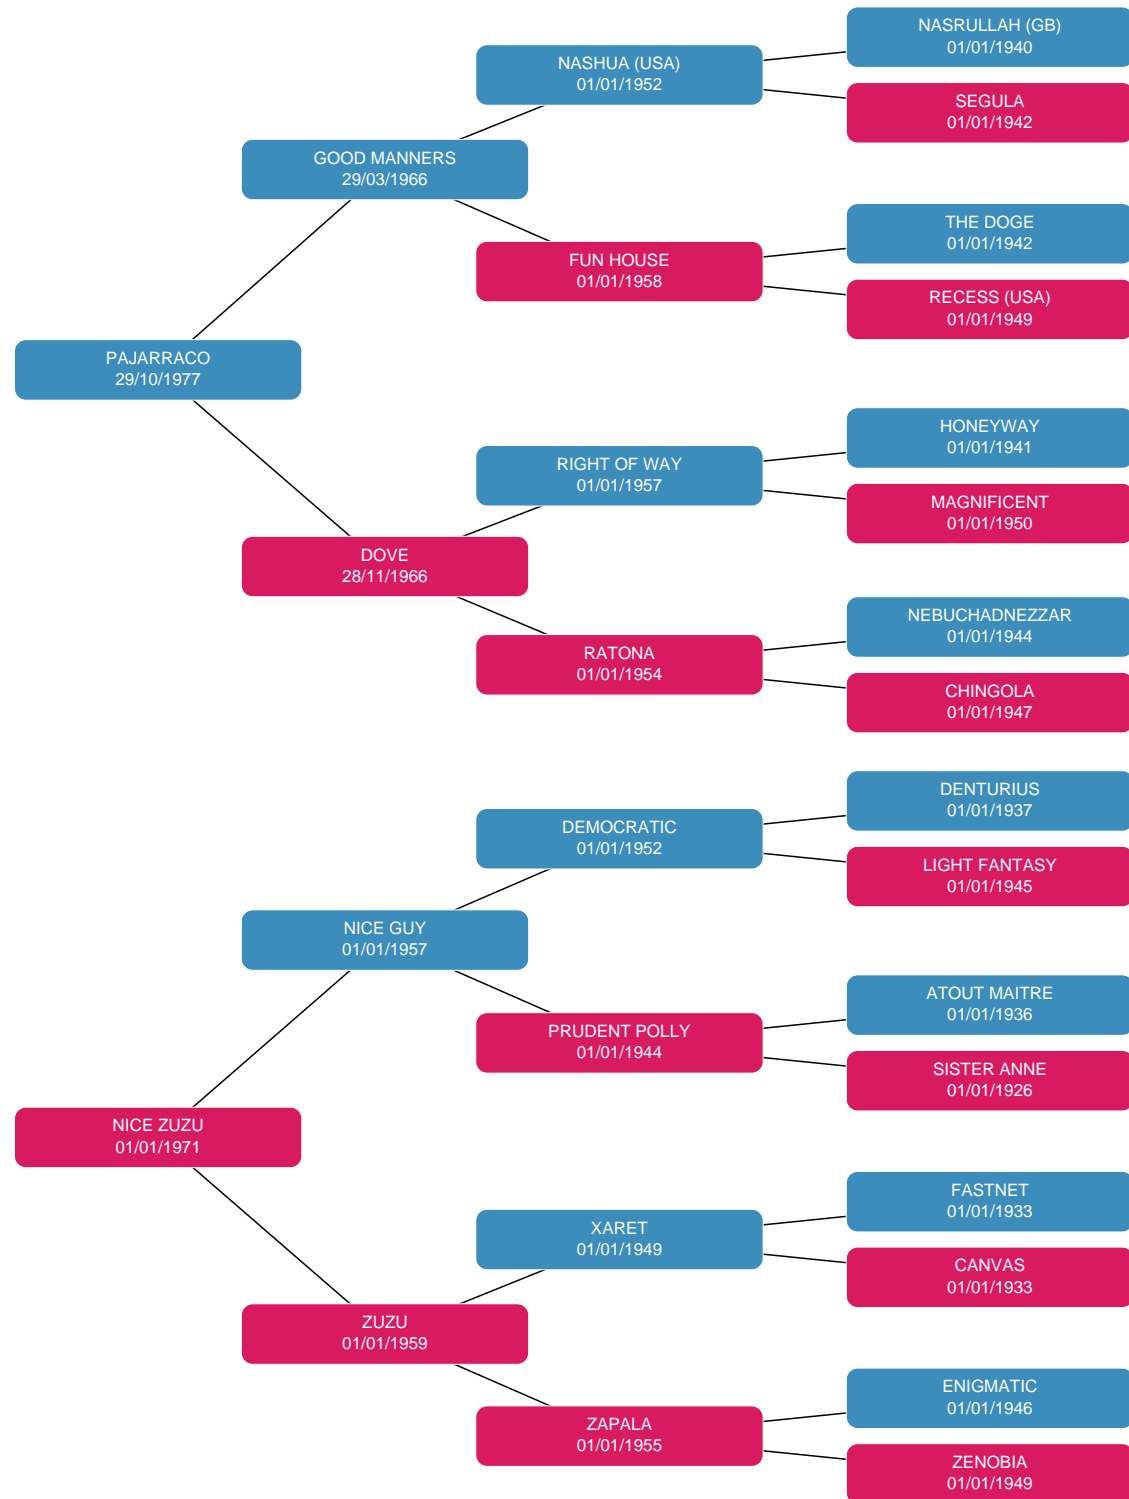 NASRULLAH (GB)
01/01/1940
NASHUA (USA)
01/01/1952
SEGULA
01/01/1942
GOOD MANNERS
29/03/1966
THE DOGE
01/01/1942
FUN HOUSE
01/01/1958
RECESS (USA)
01/01/1949
PAJARRACO
29/10/1977
HONEYWAY
01/01/1941
RIGHT OF WAY
01/01/1957
MAGNIFICENT
01/01/1950
DOVE
28/11/1966
NEBUCHADNEZZAR
01/01/1944
RATONA
01/01/1954
CHINGOLA
01/01/1947
DENTURIUS
01/01/1937
DEMOCRATIC
01/01/1952
LIGHT FANTASY
01/01/1945
NICE GUY
01/01/1957
ATOUT MAITRE
01/01/1936
PRUDENT POLLY
01/01/1944
SISTER ANNE
01/01/1926
NICE ZUZU
01/01/1971
FASTNET
01/01/1933
XARET
01/01/1949
CANVAS
01/01/1933
ZUZU
01/01/1959
ENIGMATIC
01/01/1946
ZAPALA
01/01/1955
ZENOBIA
01/01/1949